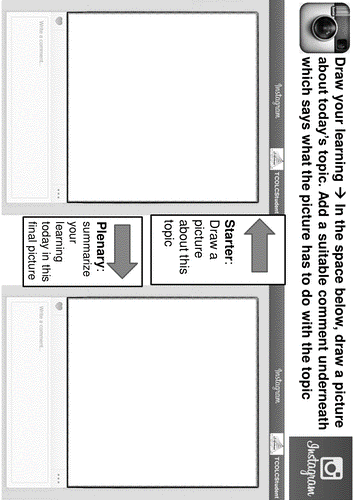 Draw your learning → In the space below, draw a picture
about today's topic. Add a suitable comment underneath
which says what the picture has to do with the topic
Instagram
Instagram
TCOLCStudent
Write a comment...
Starter:
Draw a
picture
about this
topic
Plenary:
summarize
your
learning
today in this
final picture
Instagram
TCOLCStudent
Write a comment...